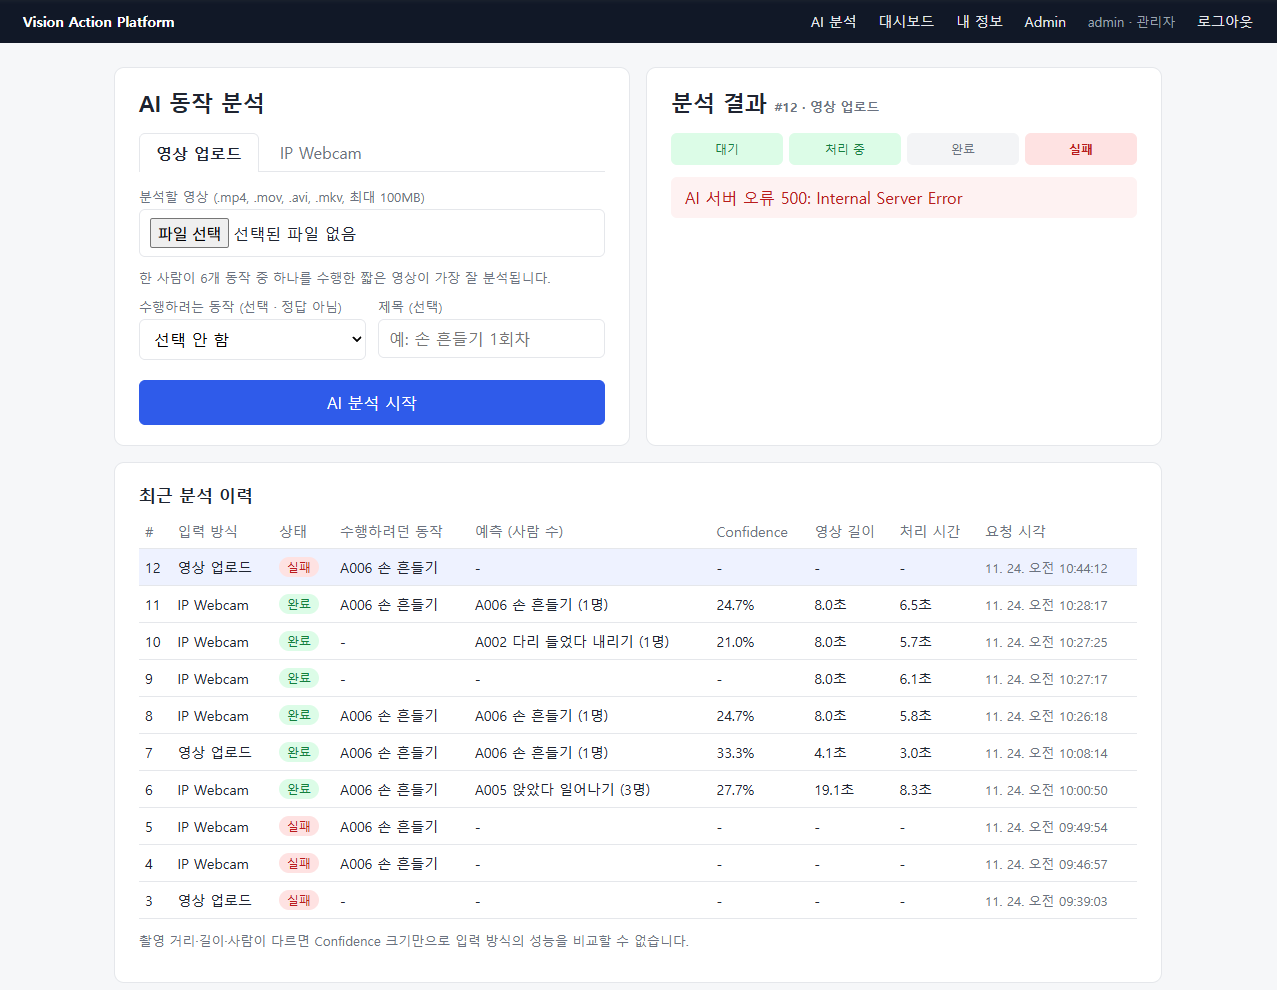 Vision Action Platform
AI 분석 대시보드 내 정보 Admin admin · 관리자 로그아웃
AI 동작 분석
영상 업로드 IP Webcam
분석할 영상 (.mp4, .mov, .avi, .mkv, 최대 100MB)
파일 선택 선택된 파일 없음
한 사람이 6개 동작 중 하나를 수행한 짧은 영상이 가장 잘 분석됩니다.
수행하려는 동작 (선택 · 정답 아님) 제목 (선택)
선택 안 함 예: 손 흔들기 1회차
AI 분석 시작
분석 결과 #12 · 영상 업로드
대기 처리 중 완료 실패
AI 서버 오류 500: Internal Server Error
최근 분석 이력
# 입력 방식 상태 수행하려던 동작 예측 (사람 수) Confidence 영상 길이 처리 시간 요청 시각
12 영상 업로드 실패 A006 손 흔들기 - - - - 11. 24. 오전 10:44:12
11 IP Webcam 완료 A006 손 흔들기 A006 손 흔들기 (1명) 24.7% 8.0초 6.5초 11. 24. 오전 10:28:17
10 IP Webcam 완료 - A002 다리 들었다 내리기 (1명) 21.0% 8.0초 5.7초 11. 24. 오전 10:27:25
9 IP Webcam 완료 - - - 8.0초 6.1초 11. 24. 오전 10:27:17
8 IP Webcam 완료 A006 손 흔들기 A006 손 흔들기 (1명) 24.7% 8.0초 5.8초 11. 24. 오전 10:26:18
7 영상 업로드 완료 A006 손 흔들기 A006 손 흔들기 (1명) 33.3% 4.1초 3.0초 11. 24. 오전 10:08:14
6 IP Webcam 완료 A006 손 흔들기 A005 앉았다 일어나기 (3명) 27.7% 19.1초 8.3초 11. 24. 오전 10:00:50
5 IP Webcam 실패 A006 손 흔들기 - - - - 11. 24. 오전 09:49:54
4 IP Webcam 실패 A006 손 흔들기 - - - - 11. 24. 오전 09:46:57
3 영상 업로드 실패 - - - - - 11. 24. 오전 09:39:03
촬영 거리·길이·사람이 다르면 Confidence 크기만으로 입력 방식의 성능을 비교할 수 없습니다.